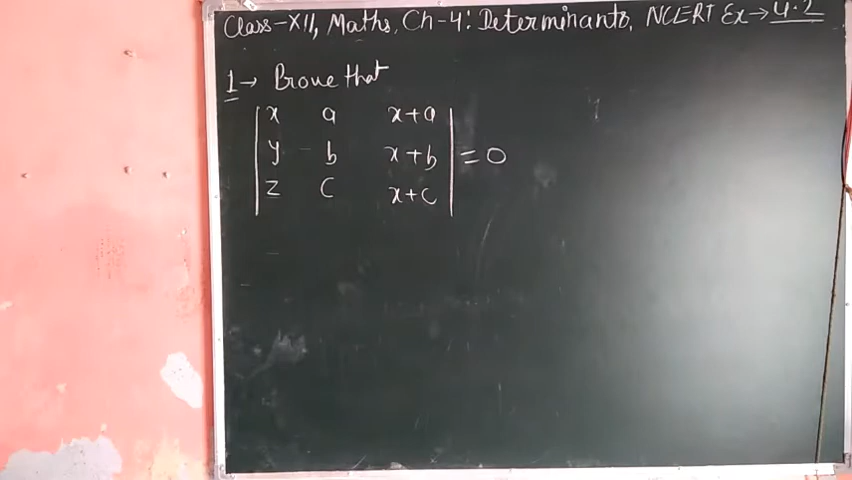 Class-XII, Maths, Ch-4: Determinants, NCERT Ex→4.2
1→ Prove that
x a x+a
y b x+b = 0
z c x+c